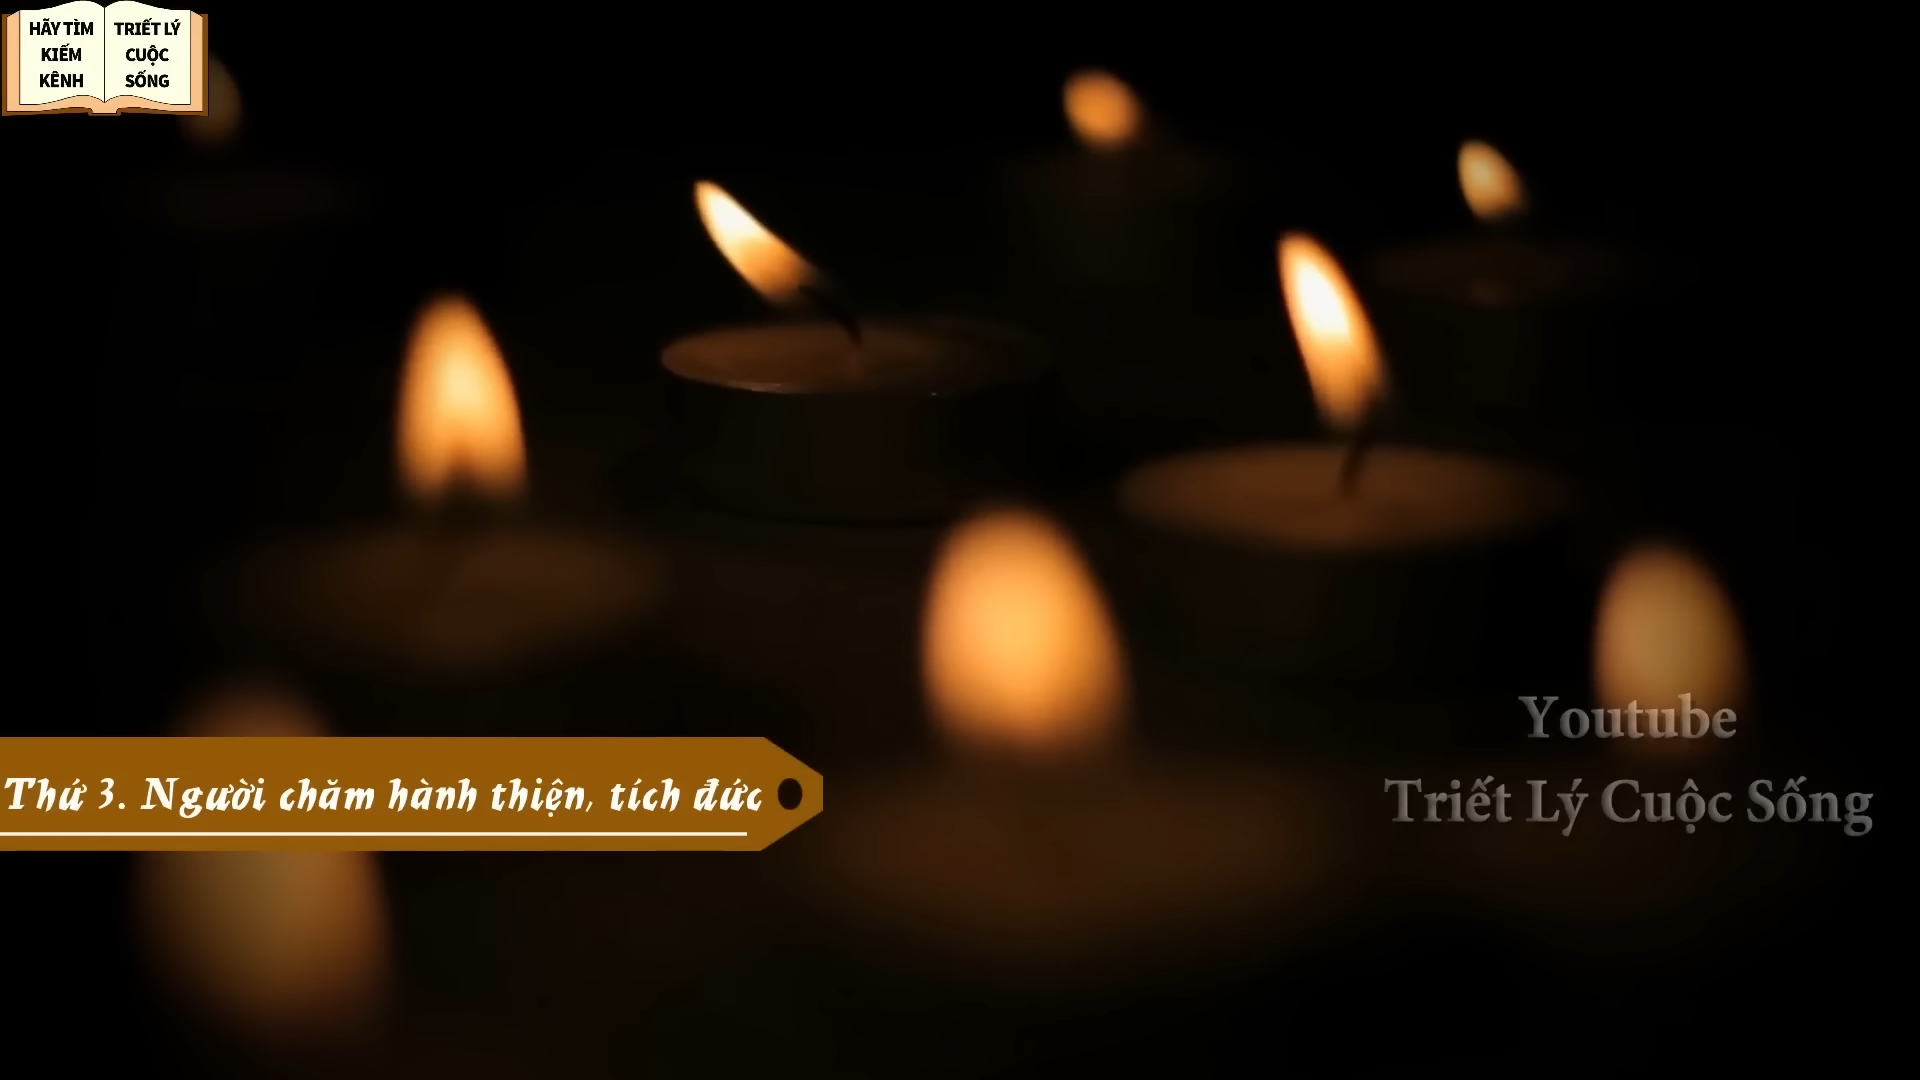 HÃY TÌM
KIẾM
KÊNH
TRIẾT LÝ
CUỘC
SỐNG
Thứ 3. Người chăm hành thiện, tích đức
Youtube
Triết Lý Cuộc Sống